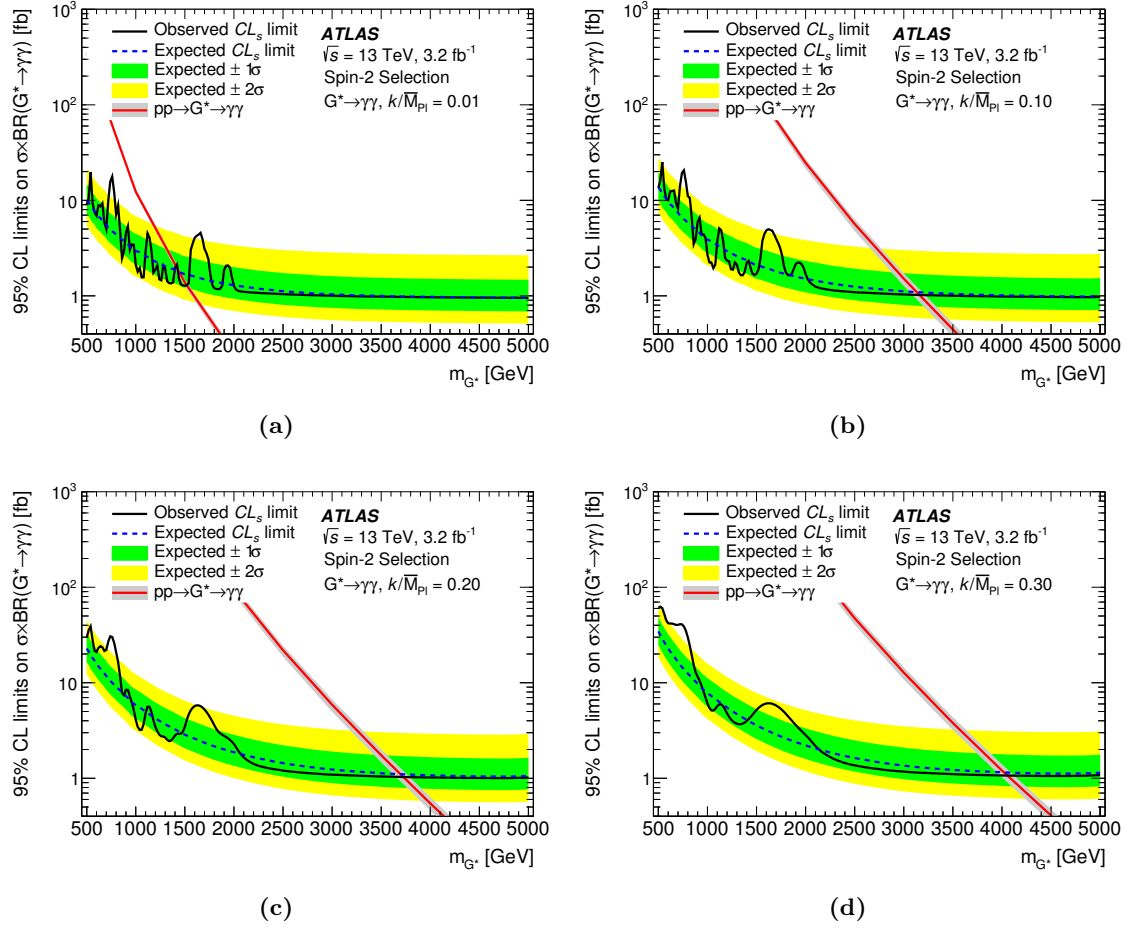 95% CL limits on σ×BR(G*→γγ) [fb]
10³
10²
10
1
Observed CLₛ limit
Expected CLₛ limit
Expected ± 1σ
Expected ± 2σ
pp→G*→γγ
ATLAS
√s = 13 TeV, 3.2 fb⁻¹
Spin-2 Selection
G*→γγ, k/M̅Pl = 0.01
500 1000 1500 2000 2500 3000 3500 4000 4500 5000
mG* [GeV]
(a)
95% CL limits on σ×BR(G*→γγ) [fb]
10³
10²
10
1
Observed CLₛ limit
Expected CLₛ limit
Expected ± 1σ
Expected ± 2σ
pp→G*→γγ
ATLAS
√s = 13 TeV, 3.2 fb⁻¹
Spin-2 Selection
G*→γγ, k/M̅Pl = 0.10
500 1000 1500 2000 2500 3000 3500 4000 4500 5000
mG* [GeV]
(b)
95% CL limits on σ×BR(G*→γγ) [fb]
10³
10²
10
1
Observed CLₛ limit
Expected CLₛ limit
Expected ± 1σ
Expected ± 2σ
pp→G*→γγ
ATLAS
√s = 13 TeV, 3.2 fb⁻¹
Spin-2 Selection
G*→γγ, k/M̅Pl = 0.20
500 1000 1500 2000 2500 3000 3500 4000 4500 5000
mG* [GeV]
(c)
95% CL limits on σ×BR(G*→γγ) [fb]
10³
10²
10
1
Observed CLₛ limit
Expected CLₛ limit
Expected ± 1σ
Expected ± 2σ
pp→G*→γγ
ATLAS
√s = 13 TeV, 3.2 fb⁻¹
Spin-2 Selection
G*→γγ, k/M̅Pl = 0.30
500 1000 1500 2000 2500 3000 3500 4000 4500 5000
mG* [GeV]
(d)